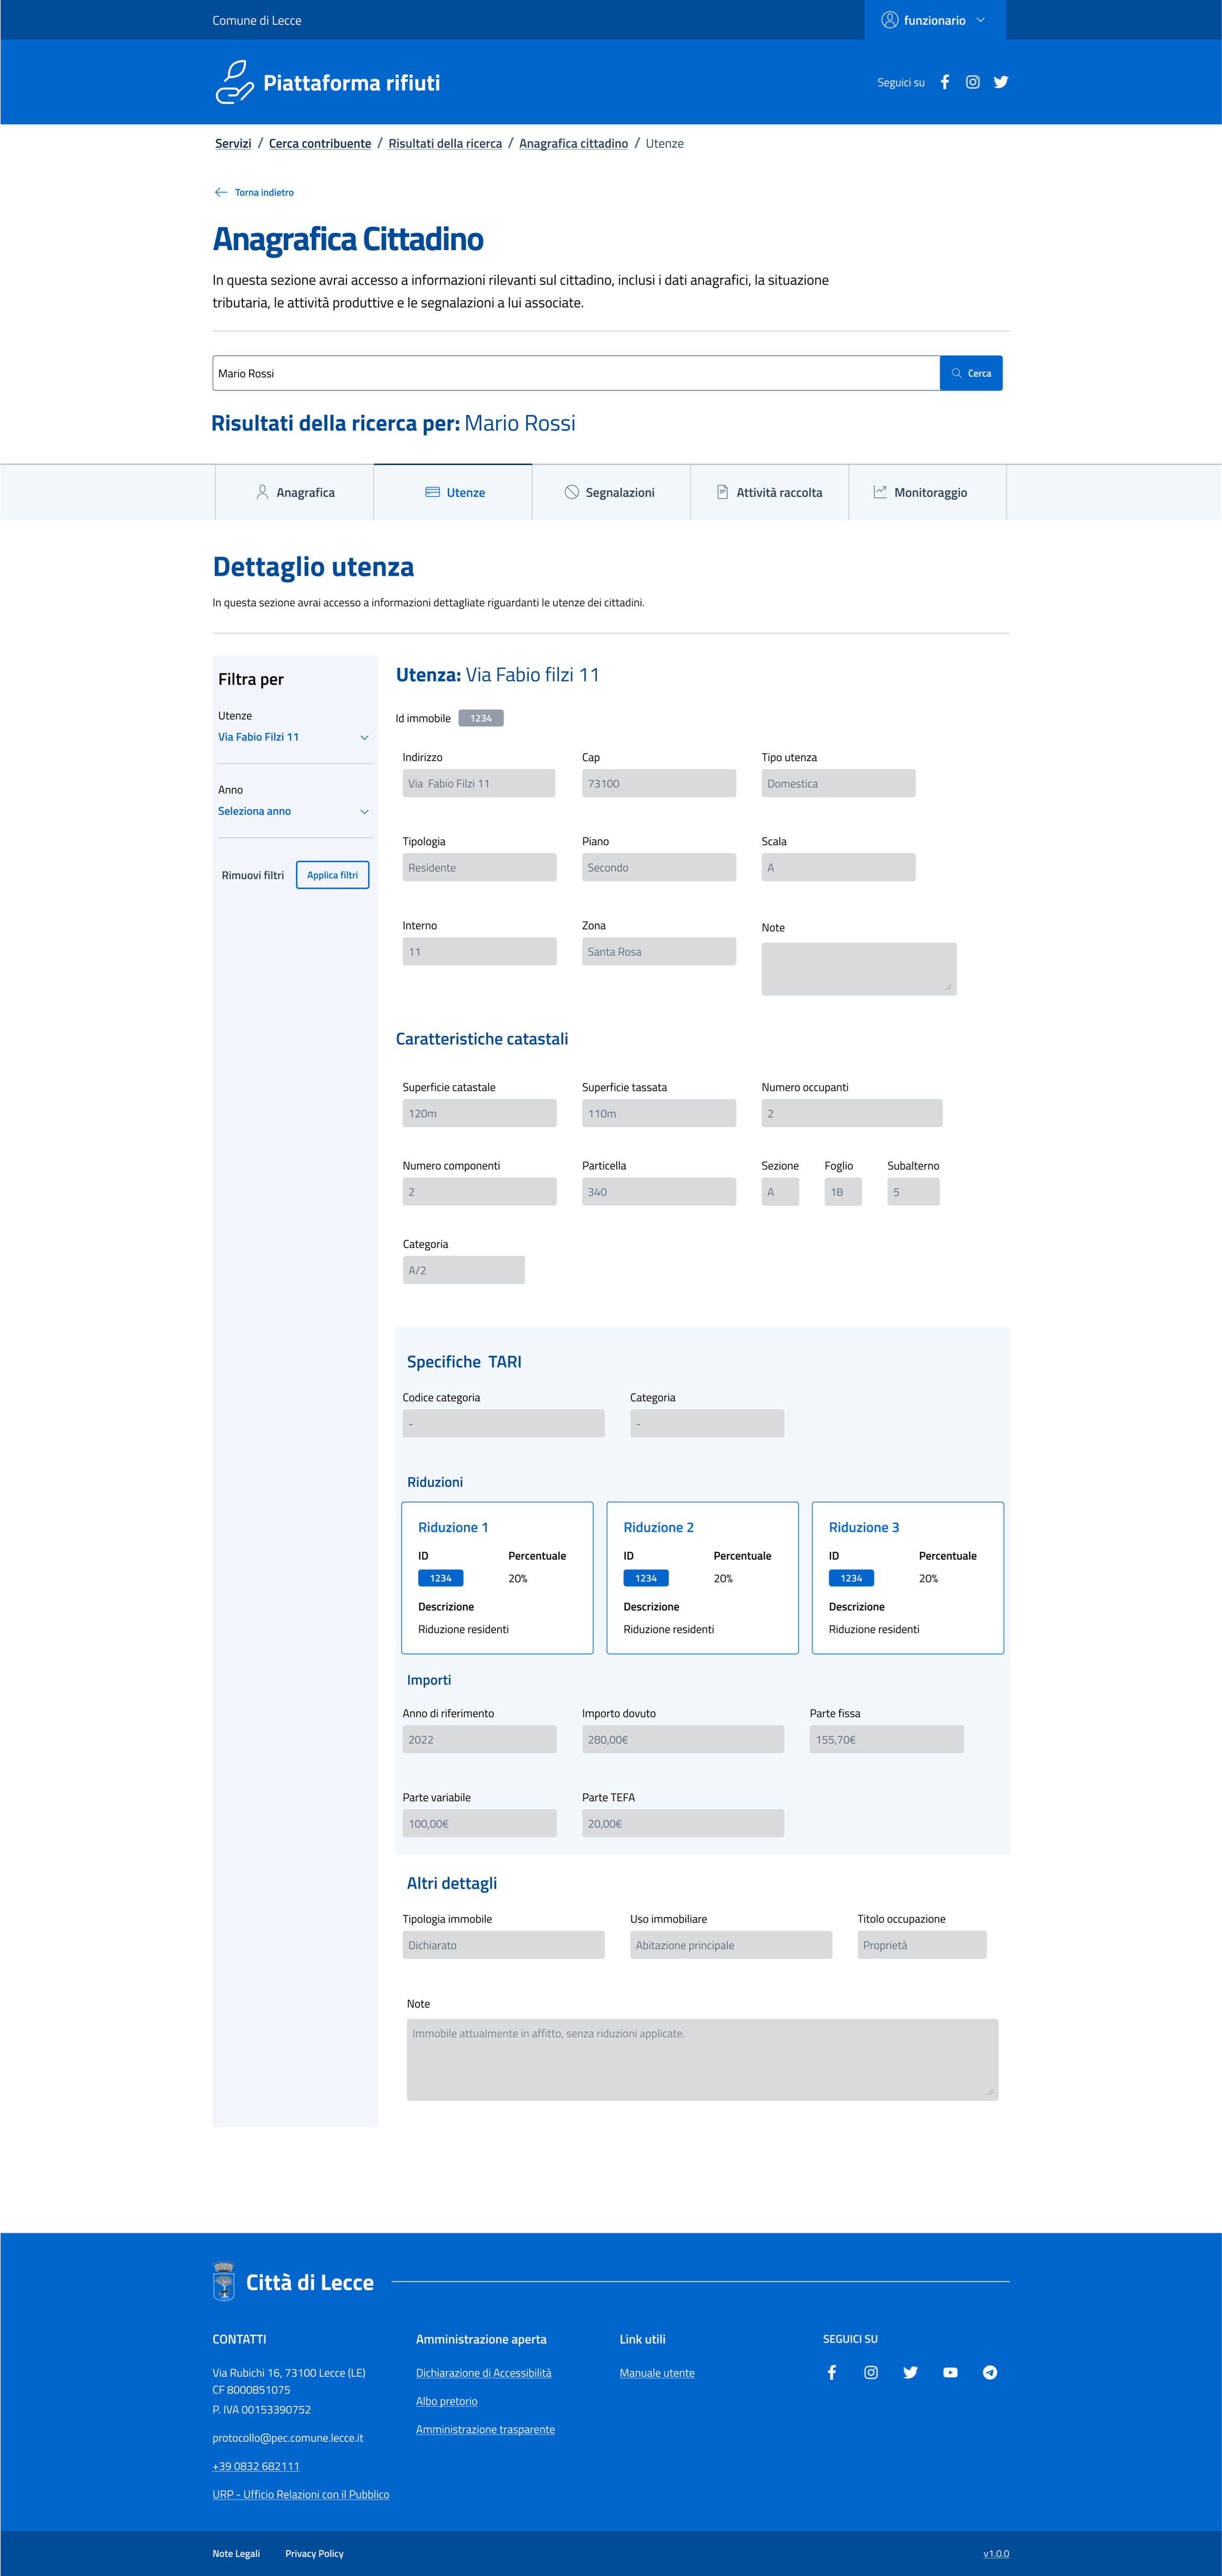 Comune di Lecce
funzionario
Piattaforma rifiuti
Seguici su
Servizi / Cerca contribuente / Risultati della ricerca / Anagrafica cittadino / Utenze
Torna indietro
Anagrafica Cittadino
In questa sezione avrai accesso a informazioni rilevanti sul cittadino, inclusi i dati anagrafici, la situazione
tributaria, le attività produttive e le segnalazioni a lui associate.
Mario Rossi
Cerca
Risultati della ricerca per: Mario Rossi
Anagrafica
Utenze
Segnalazioni
Attività raccolta
Monitoraggio
Dettaglio utenza
In questa sezione avrai accesso a informazioni dettagliate riguardanti le utenze dei cittadini.
Filtra per
Utenze
Via Fabio Filzi 11
Anno
Seleziona anno
Rimuovi filtri
Applica filtri
Utenza: Via Fabio filzi 11
Id immobile 1234
Indirizzo
Via  Fabio Filzi 11
Cap
73100
Tipo utenza
Domestica
Tipologia
Residente
Piano
Secondo
Scala
A
Interno
11
Zona
Santa Rosa
Note
Caratteristiche catastali
Superficie catastale
120m
Superficie tassata
110m
Numero occupanti
2
Numero componenti
2
Particella
340
Sezione
A
Foglio
18
Subalterno
5
Categoria
A/2
Specifiche  TARI
Codice categoria
-
Categoria
-
Riduzioni
Riduzione 1
ID
1234
Percentuale
20%
Descrizione
Riduzione residenti
Riduzione 2
ID
1234
Percentuale
20%
Descrizione
Riduzione residenti
Riduzione 3
ID
1234
Percentuale
20%
Descrizione
Riduzione residenti
Importi
Anno di riferimento
2022
Importo dovuto
280,00€
Parte fissa
155,70€
Parte variabile
100,00€
Parte TEFA
20,00€
Altri dettagli
Tipologia immobile
Dichiarato
Uso immobiliare
Abitazione principale
Titolo occupazione
Proprietà
Note
Immobile attualmente in affitto, senza riduzioni applicate.
Città di Lecce
CONTATTI
Via Rubichi 16, 73100 Lecce (LE)
CF 8000851075
P. IVA 00153390752
protocollo@pec.comune.lecce.it
+39 0832 682111
URP - Ufficio Relazioni con il Pubblico
Amministrazione aperta
Dichiarazione di Accessibilità
Albo pretorio
Amministrazione trasparente
Link utili
Manuale utente
SEGUICI SU
Note Legali
Privacy Policy
v1.0.0